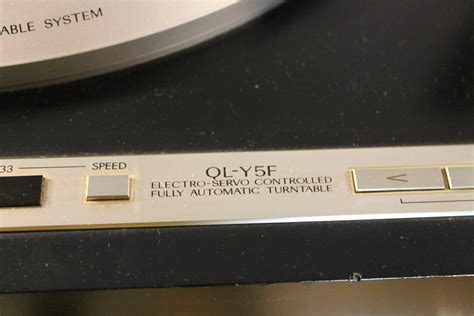 ABLE SYSTEM
33
SPEED
QL-Y5F
ELECTRO-SERVO CONTROLLED
FULLY AUTOMATIC TURNTABLE
<